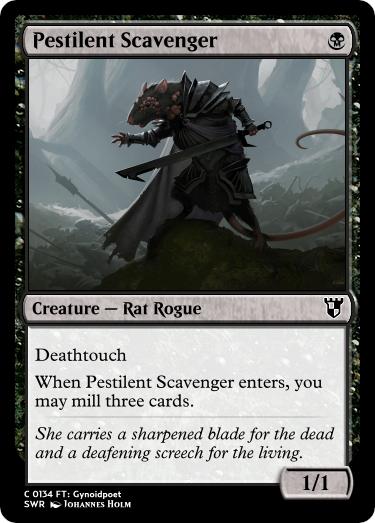 Pestilent Scavenger
Creature — Rat Rogue
Deathtouch
When Pestilent Scavenger enters, you
may mill three cards.
She carries a sharpened blade for the dead
and a deafening screech for the living.
1/1
C 0134 FT: Gynoidpoet
SWR Johannes Holm